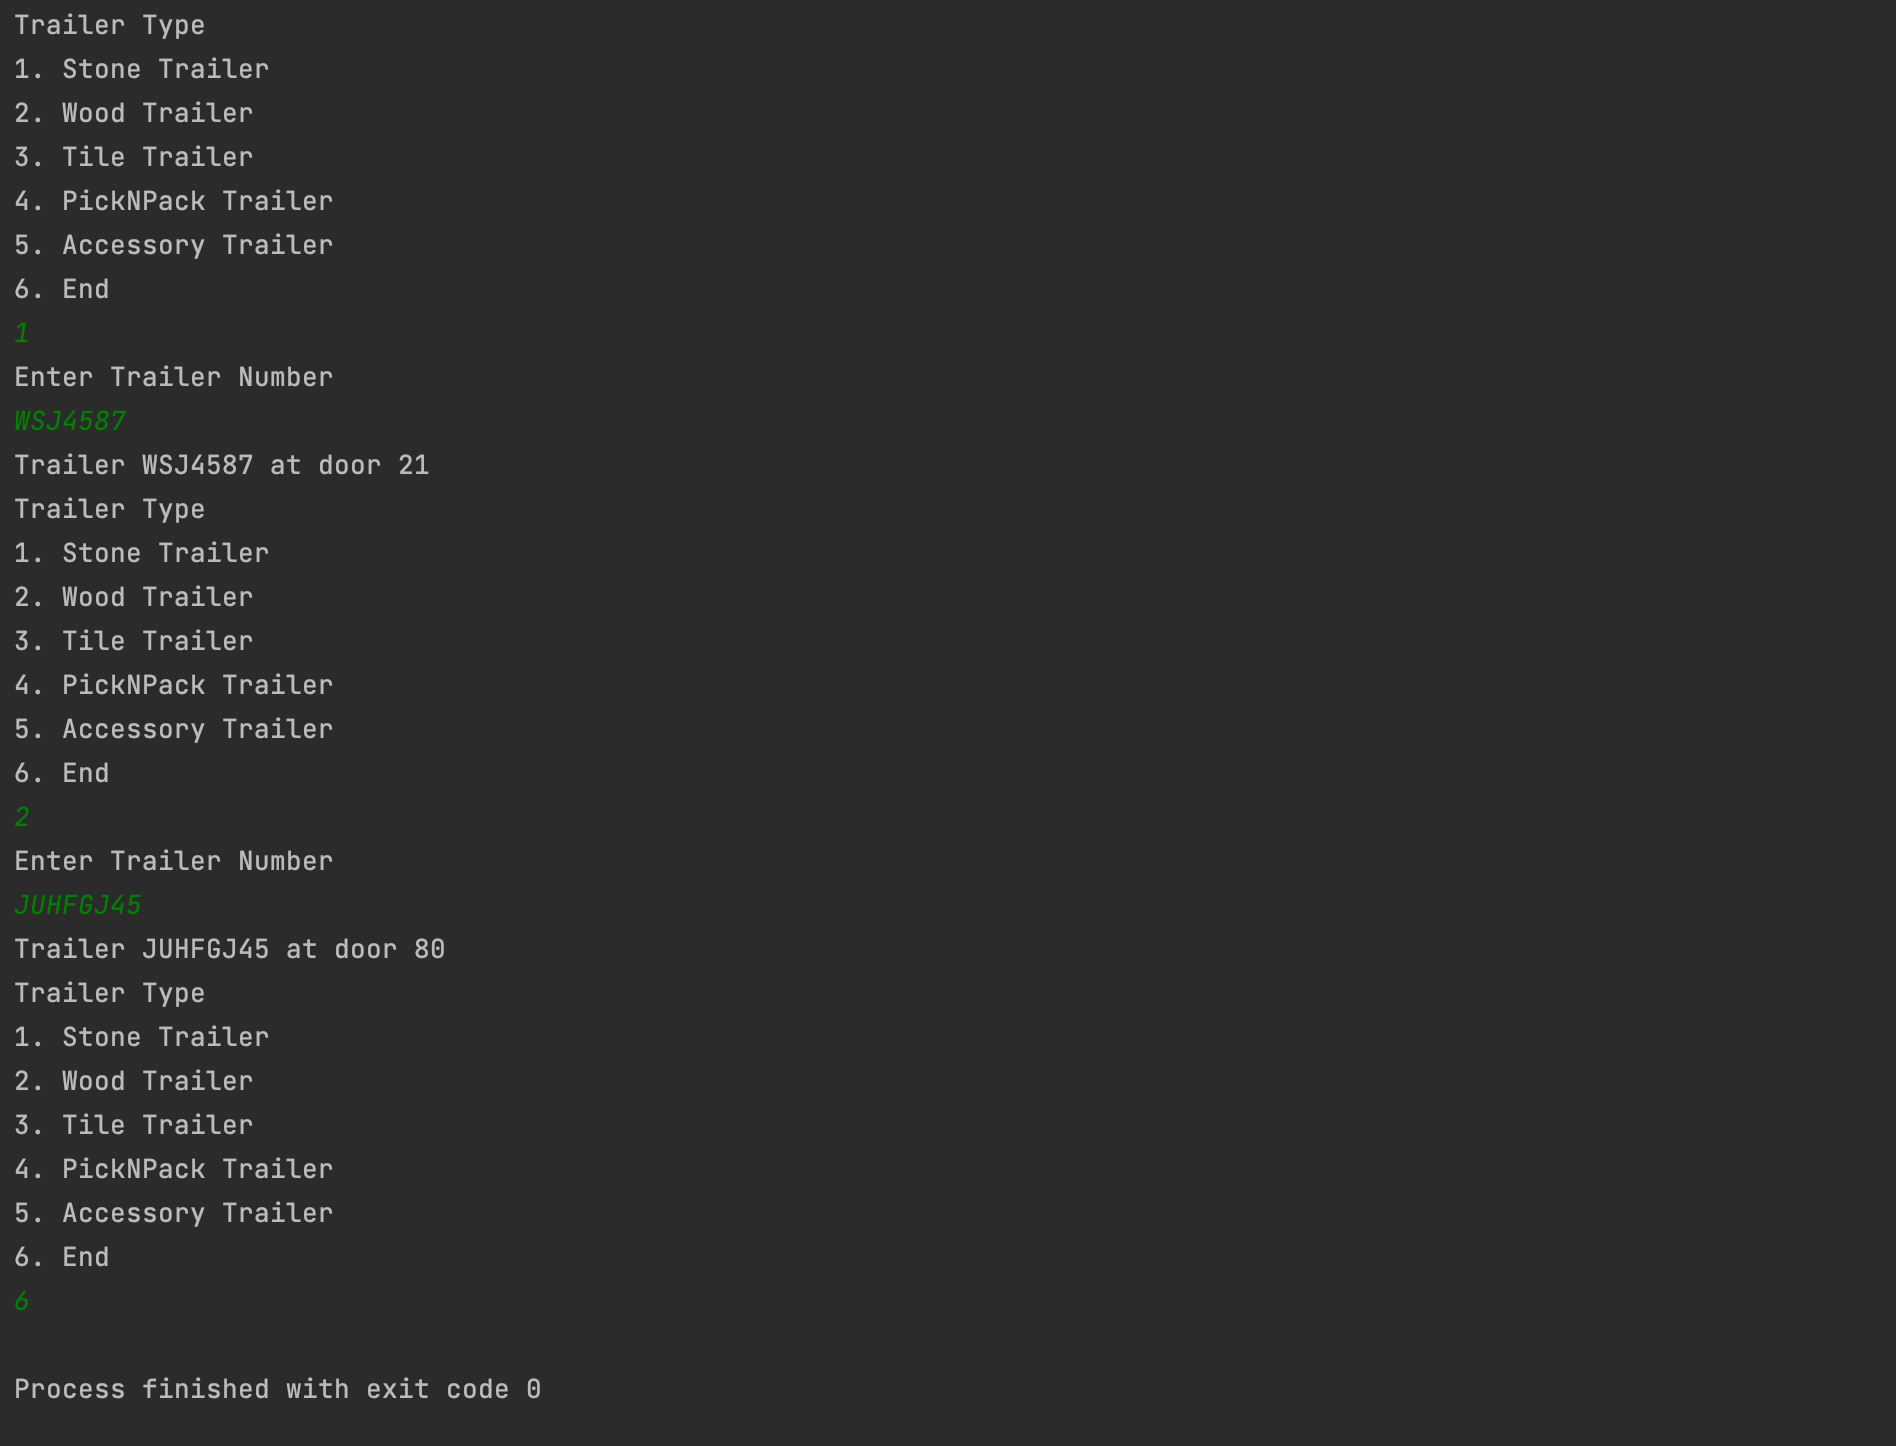 Trailer Type
1. Stone Trailer
2. Wood Trailer
3. Tile Trailer
4. PickNPack Trailer
5. Accessory Trailer
6. End
1
Enter Trailer Number
WSJ4587
Trailer WSJ4587 at door 21
Trailer Type
1. Stone Trailer
2. Wood Trailer
3. Tile Trailer
4. PickNPack Trailer
5. Accessory Trailer
6. End
2
Enter Trailer Number
JUHFGJ45
Trailer JUHFGJ45 at door 80
Trailer Type
1. Stone Trailer
2. Wood Trailer
3. Tile Trailer
4. PickNPack Trailer
5. Accessory Trailer
6. End
6
Process finished with exit code 0